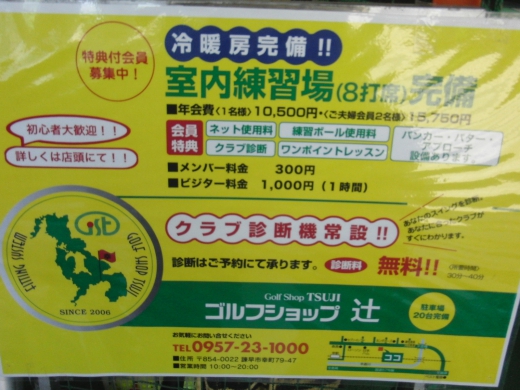 特典付会員
募集中!
冷暖房完備!!
室内練習場(8打席)完備
■年会費〈1名様〉10,500円・〈ご夫婦会員2名様〉15,750円
初心者大歓迎!!
詳しくは店頭にて!!
会員
特典
ネット使用料
練習ボール使用料
クラブ診断
ワンポイントレッスン
バンカー・パター・
アプローチ
設備あります。
■メンバー料金 300円
■ビジター料金 1,000円(1時間)
GST
FITTING SYSTEM
GOLF SHOP TSUJI
SINCE 2006
クラブ診断機常設!!
あなたのスイングを診断。
あなたに合ったクラブが
すぐにわかります。
診断はご予約にて承ります。
診断料
無料!!
30分〜40分
Golf Shop TSUJI
ゴルフショップ 辻
駐車場
20台完備
お気軽にお問い合せください
TEL0957-23-1000
■住所 〒854-0022 諫早市幸町79-47
■営業時間 10:00~20:00
ココ